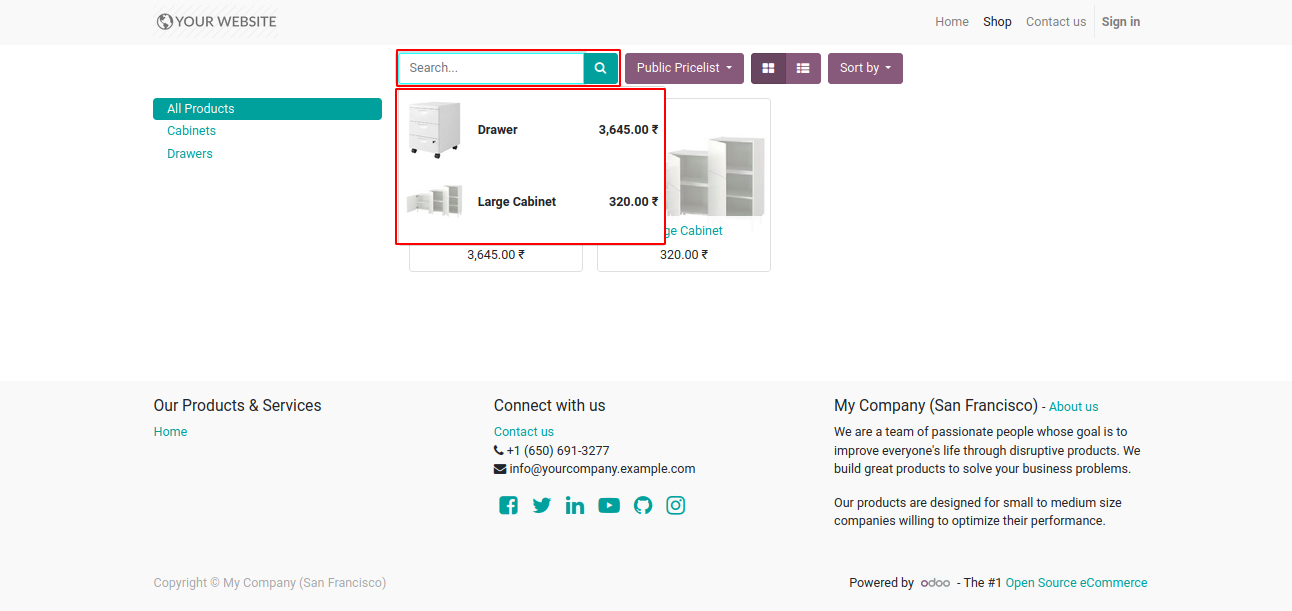 YOUR WEBSITE
Home Shop Contact us Sign in
Search... Public Pricelist Sort by
All Products
Cabinets
Drawers
Drawer 3,645.00 ₹
Large Cabinet 320.00 ₹
ge Cabinet
3,645.00 ₹ 320.00 ₹
Our Products & Services
Home
Connect with us
Contact us
+1 (650) 691-3277
info@yourcompany.example.com
My Company (San Francisco) - About us
We are a team of passionate people whose goal is to
improve everyone's life through disruptive products. We
build great products to solve your business problems.
Our products are designed for small to medium size
companies willing to optimize their performance.
Copyright © My Company (San Francisco)
Powered by odoo - The #1 Open Source eCommerce